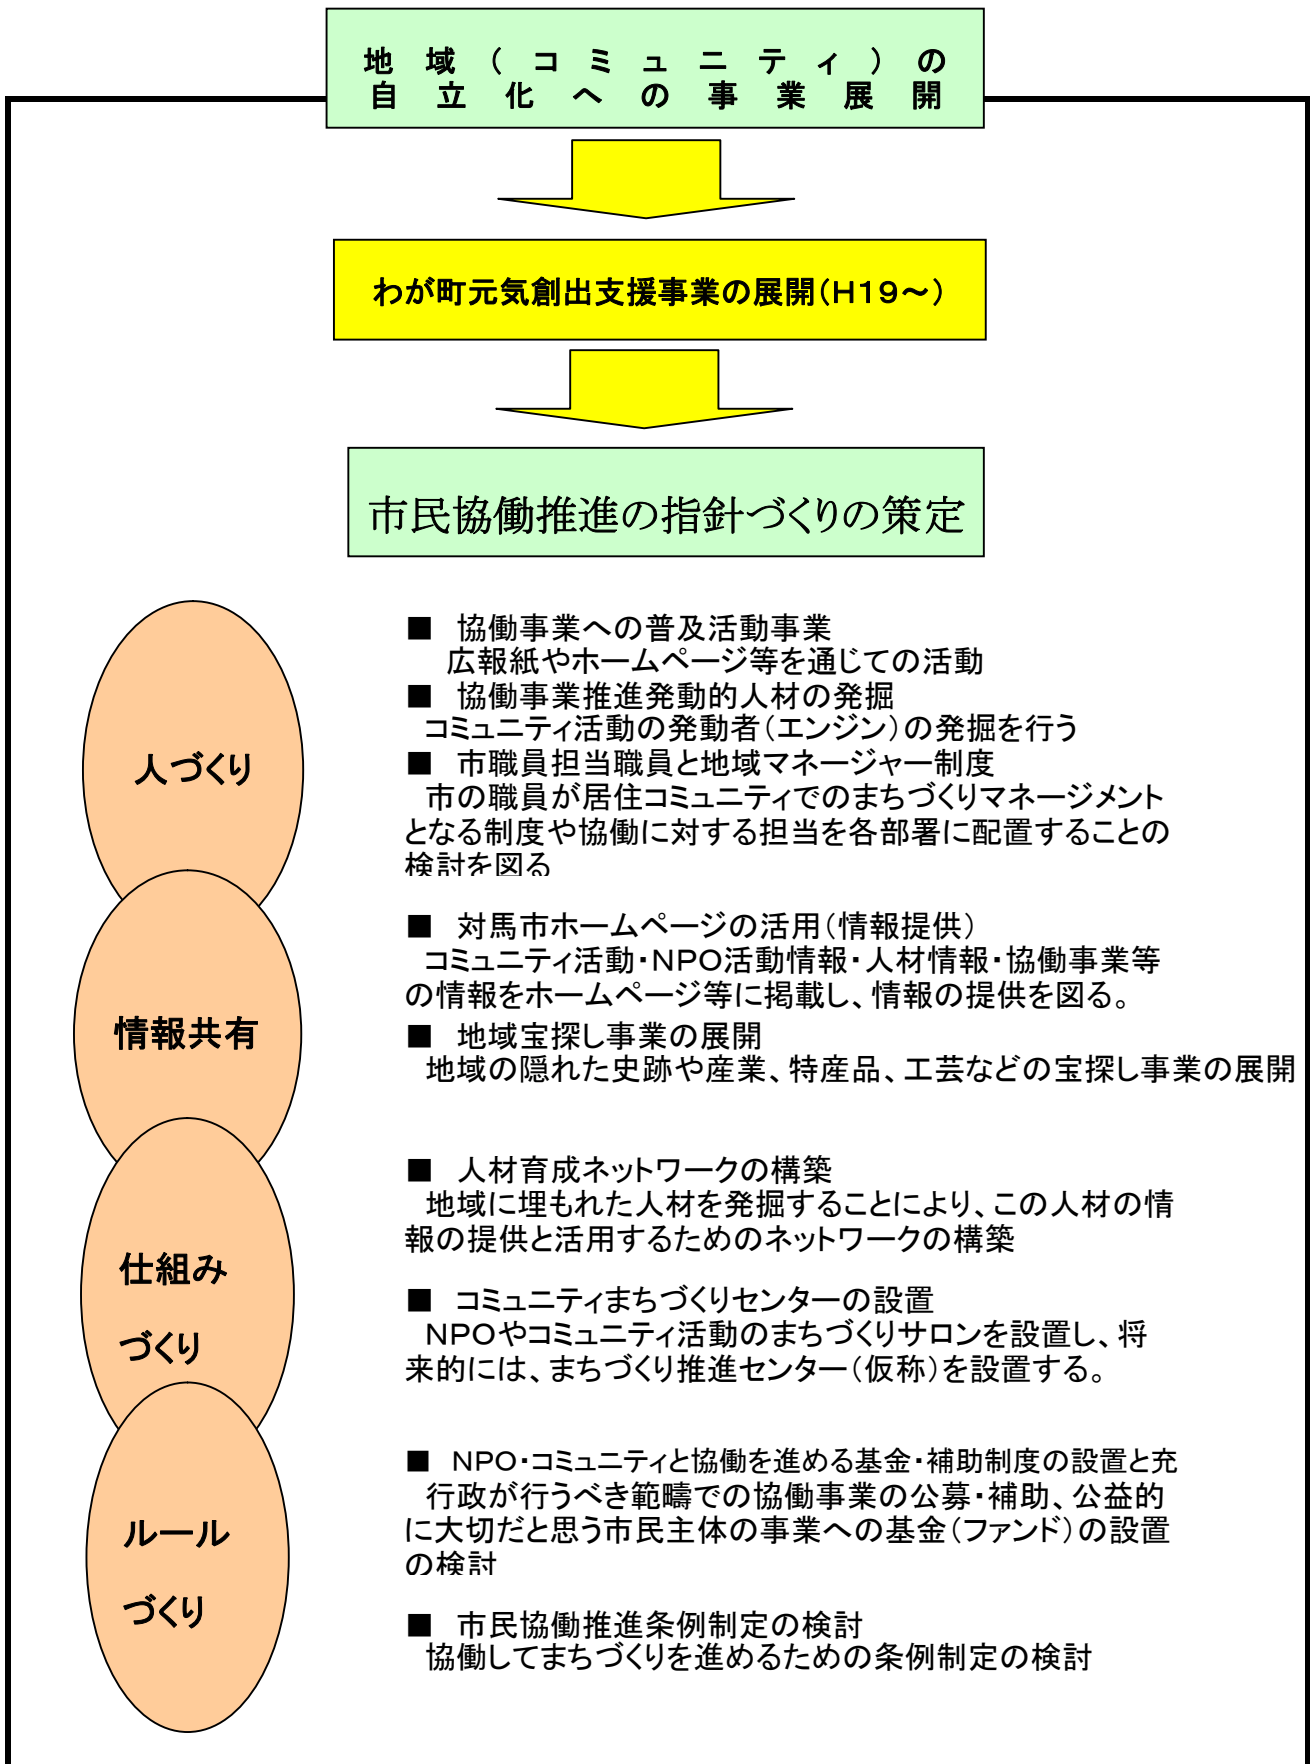 地域(コミュニティ)の
自立化への事業展開
わが町元気創出支援事業の展開(H19～)
市民協働推進の指針づくりの策定
人づくり
■ 協働事業への普及活動事業
広報紙やホームページ等を通じての活動
■ 協働事業推進発動的人材の発掘
コミュニティ活動の発動者(エンジン)の発掘を行う
■ 市職員担当職員と地域マネージャー制度
市の職員が居住コミュニティでのまちづくりマネージメント
となる制度や協働に対する担当を各部署に配置することの
検討を図る
情報共有
■ 対馬市ホームページの活用(情報提供)
コミュニティ活動・NPO活動情報・人材情報・協働事業等
の情報をホームページ等に掲載し、情報の提供を図る。
■ 地域宝探し事業の展開
地域の隠れた史跡や産業、特産品、工芸などの宝探し事業の展開
仕組み
づくり
■ 人材育成ネットワークの構築
地域に埋もれた人材を発掘することにより、この人材の情
報の提供と活用するためのネットワークの構築
■ コミュニティまちづくりセンターの設置
NPOやコミュニティ活動のまちづくりサロンを設置し、将
来的には、まちづくり推進センター(仮称)を設置する。
ルール
づくり
■ NPO・コミュニティと協働を進める基金・補助制度の設置と充
行政が行うべき範疇での協働事業の公募・補助、公益的
に大切だと思う市民主体の事業への基金(ファンド)の設置
の検討
■ 市民協働推進条例制定の検討
協働してまちづくりを進めるための条例制定の検討